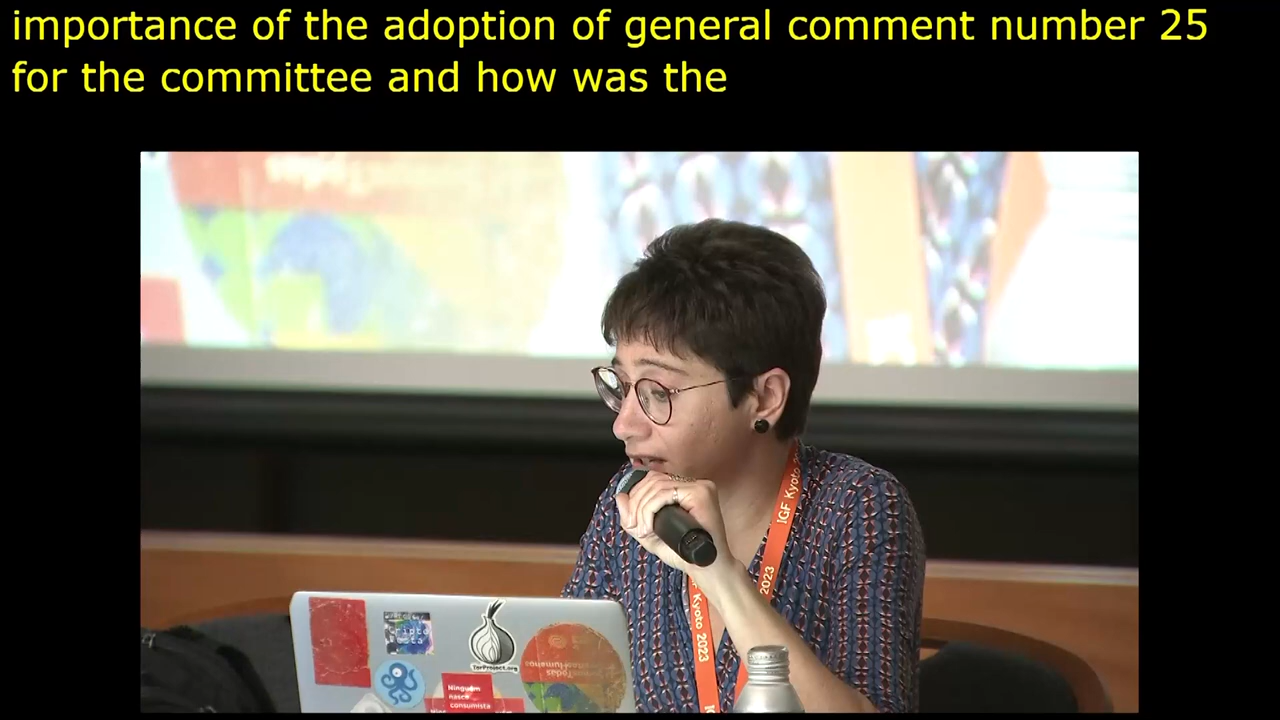 importance of the adoption of general comment number 25
for the committee and how was the
IGF Kyoto
2023
Kyoto 2023
TorProject.org
Ninguém
nasce
consumista